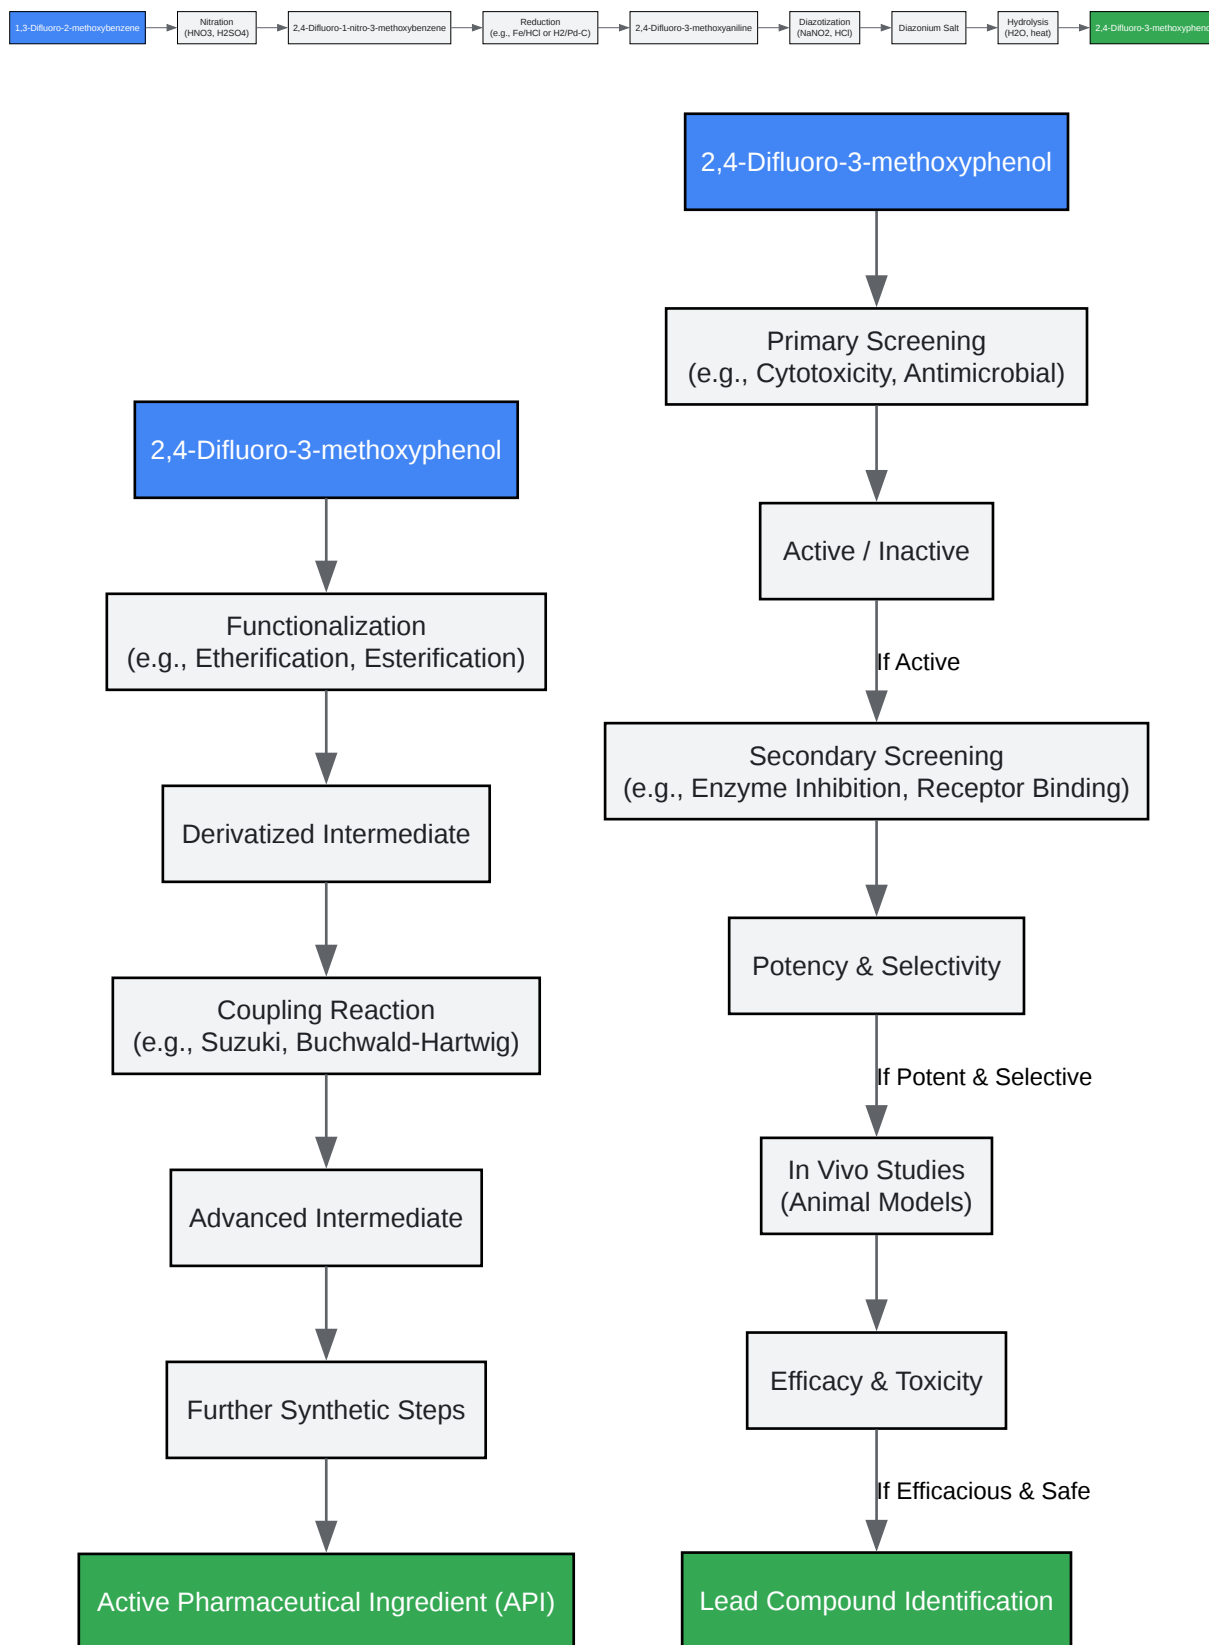 1,3-Difluoro-2-methoxybenzene
Nitration
(HNO3, H2SO4)
2,4-Difluoro-1-nitro-3-methoxybenzene
Reduction
(e.g., Fe/HCl or H2/Pd-C)
2,4-Difluoro-3-methoxyaniline
Diazotization
(NaNO2, HCl)
Diazonium Salt
Hydrolysis
(H2O, heat)
2,4-Difluoro-3-methoxyphenol
2,4-Difluoro-3-methoxyphenol
Functionalization
(e.g., Etherification, Esterification)
Derivatized Intermediate
Coupling Reaction
(e.g., Suzuki, Buchwald-Hartwig)
Advanced Intermediate
Further Synthetic Steps
Active Pharmaceutical Ingredient (API)
2,4-Difluoro-3-methoxyphenol
Primary Screening
(e.g., Cytotoxicity, Antimicrobial)
Active / Inactive
If Active
Secondary Screening
(e.g., Enzyme Inhibition, Receptor Binding)
Potency & Selectivity
If Potent & Selective
In Vivo Studies
(Animal Models)
Efficacy & Toxicity
If Efficacious & Safe
Lead Compound Identification